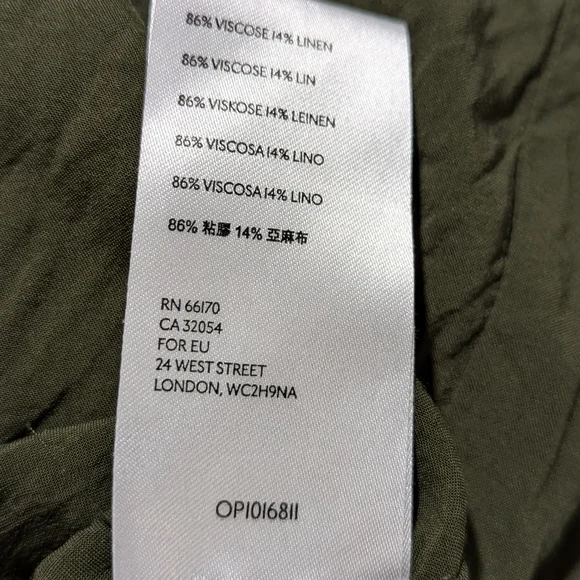 86% VISCOSE 14% LINEN
86% VISCOSE 14% LIN
86% VISKOSE 14% LEINEN
86% VISCOSA 14% LINO
86% VISCOSA 14% LINO
86% 粘膠 14% 亞麻布
RN 66170
CA 32054
FOR EU
24 WEST STREET
LONDON, WC2H9NA
OP1016811